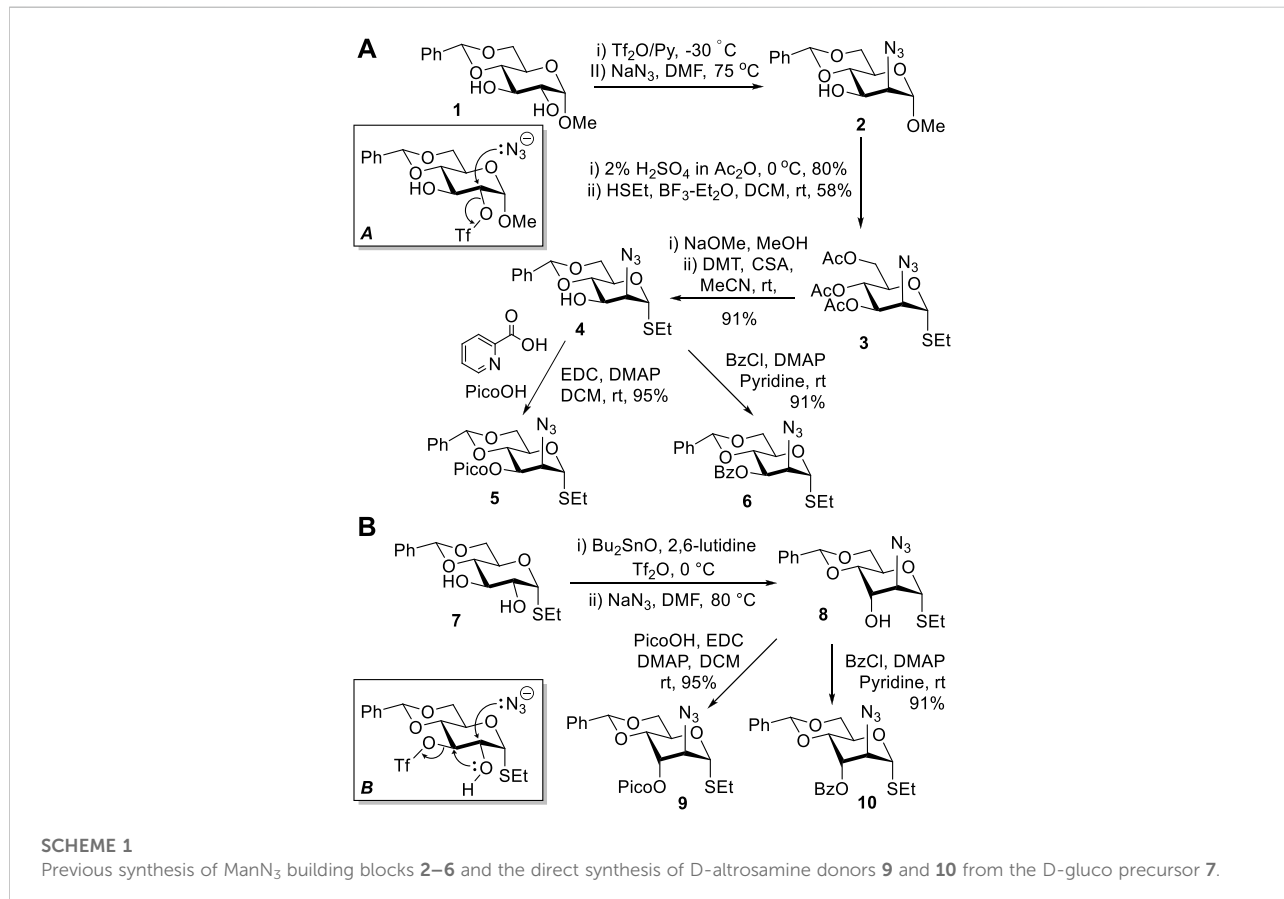 A
Ph
O
O
O
HO
HO
OMe
1
i) Tf₂O/Py, -30 °C
II) NaN₃, DMF, 75 °C
Ph
O
O
N₃
O
HO
OMe
2
Ph
O
O
O
:N₃⊖
HO
O
OMe
Tf
A
i) 2% H₂SO₄ in Ac₂O, 0 °C, 80%
ii) HSEt, BF₃-Et₂O, DCM, rt, 58%
AcO
N₃
O
AcO
AcO
SEt
3
i) NaOMe, MeOH
ii) DMT, CSA,
MeCN, rt,
91%
Ph
O
O
N₃
O
HO
SEt
4
O
OH
N
PicoOH
EDC, DMAP
DCM, rt, 95%
BzCl, DMAP
Pyridine, rt
91%
Ph
O
O
N₃
O
PicoO
SEt
5
Ph
O
O
N₃
O
BzO
SEt
6
B
Ph
O
O
O
HO
HO
SEt
7
i) Bu₂SnO, 2,6-lutidine
Tf₂O, 0 °C
ii) NaN₃, DMF, 80 °C
Ph
O
O
N₃
O
OH
SEt
8
PicoOH, EDC
DMAP, DCM
rt, 95%
BzCl, DMAP
Pyridine, rt
91%
Ph
O
O
O
:N₃⊖
O
Tf
:O
H
SEt
B
Ph
O
O
N₃
O
PicoO
SEt
9
Ph
O
O
N₃
O
BzO
SEt
10
SCHEME 1
Previous synthesis of ManN₃ building blocks 2–6 and the direct synthesis of D-altrosamine donors 9 and 10 from the D-gluco precursor 7.